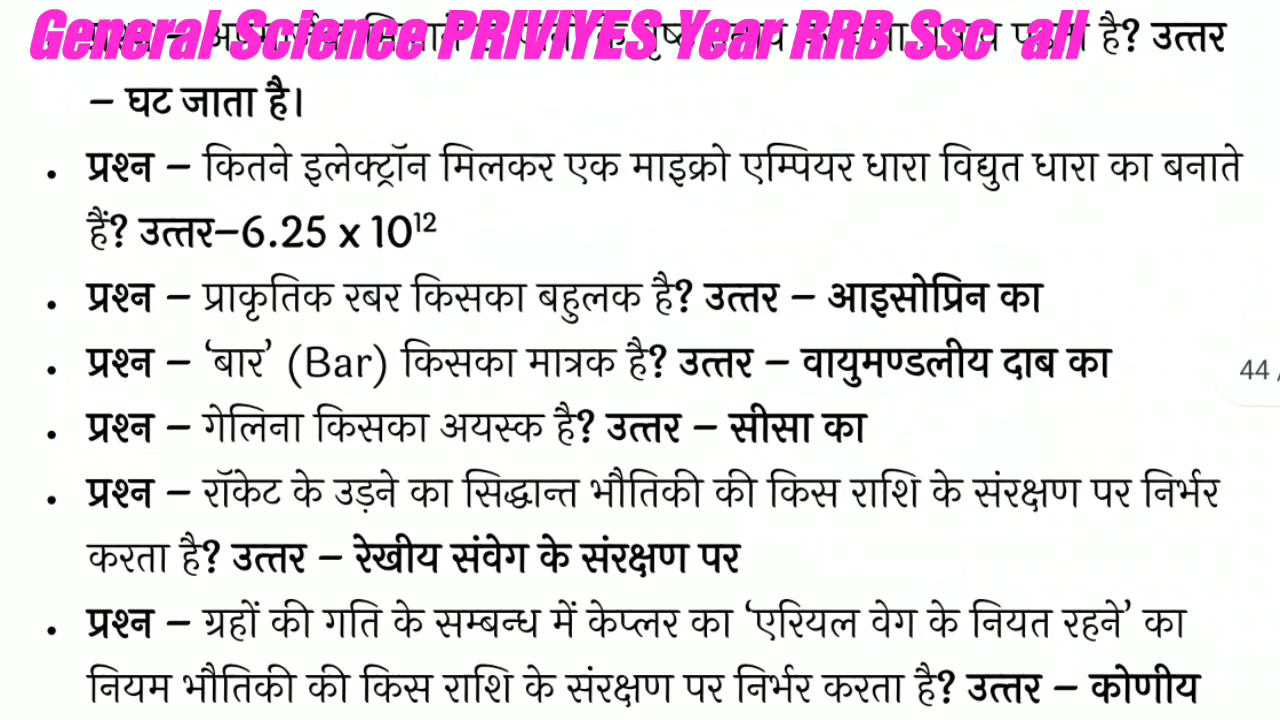 General Science PRIVIYES Year RRB Ssc all
है? उत्तर
– घट जाता है।
• प्रश्न – कितने इलेक्ट्रॉन मिलकर एक माइक्रो एम्पियर धारा विद्युत धारा का बनाते
हैं? उत्तर–6.25 x 10¹²
• प्रश्न – प्राकृतिक रबर किसका बहुलक है? उत्तर – आइसोप्रिन का
• प्रश्न – ‘बार’ (Bar) किसका मात्रक है? उत्तर – वायुमण्डलीय दाब का
44 /
• प्रश्न – गेलिना किसका अयस्क है? उत्तर – सीसा का
• प्रश्न – रॉकेट के उड़ने का सिद्धान्त भौतिकी की किस राशि के संरक्षण पर निर्भर
करता है? उत्तर – रेखीय संवेग के संरक्षण पर
• प्रश्न – ग्रहों की गति के सम्बन्ध में केप्लर का ‘एरियल वेग के नियत रहने’ का
नियम भौतिकी की किस राशि के संरक्षण पर निर्भर करता है? उत्तर – कोणीय